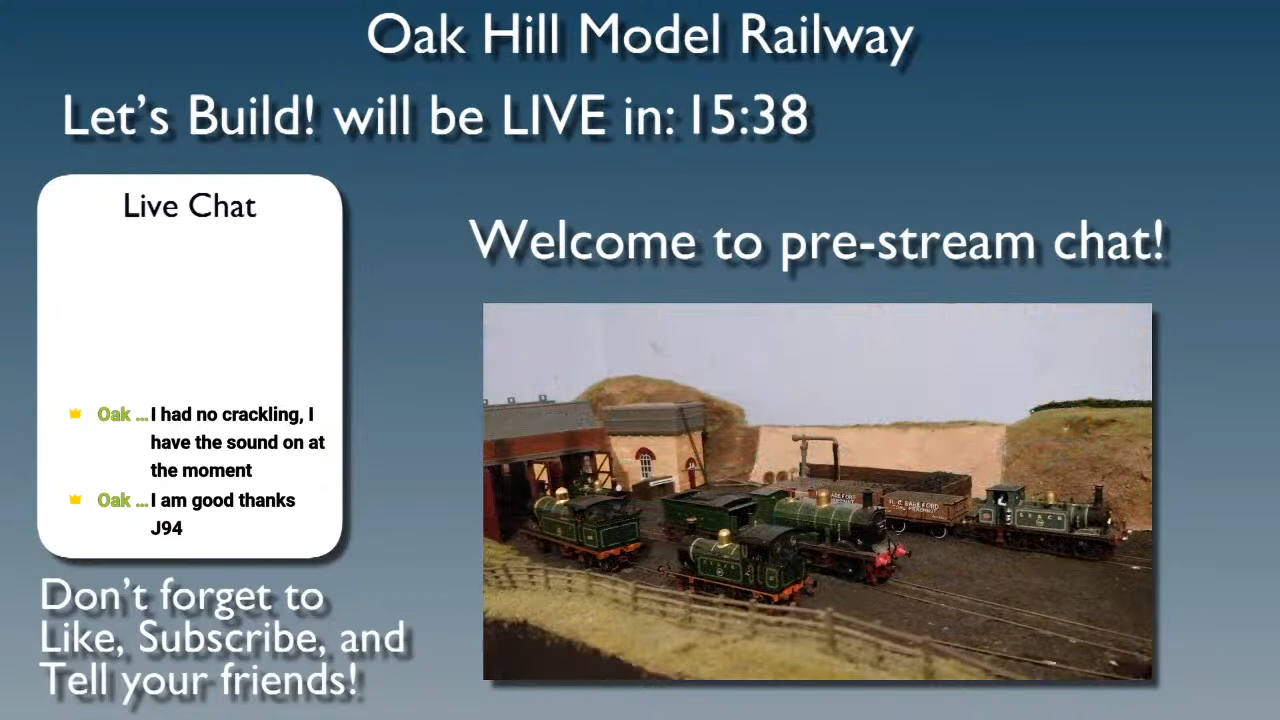 Oak Hill Model Railway
Let's Build! will be LIVE in: 15:38
Live Chat
Welcome to pre-stream chat!
Oak ... I had no crackling, I
have the sound on at
the moment
Oak ... I am good thanks
J94
Don't forget to
Like, Subscribe, and
Tell your friends!